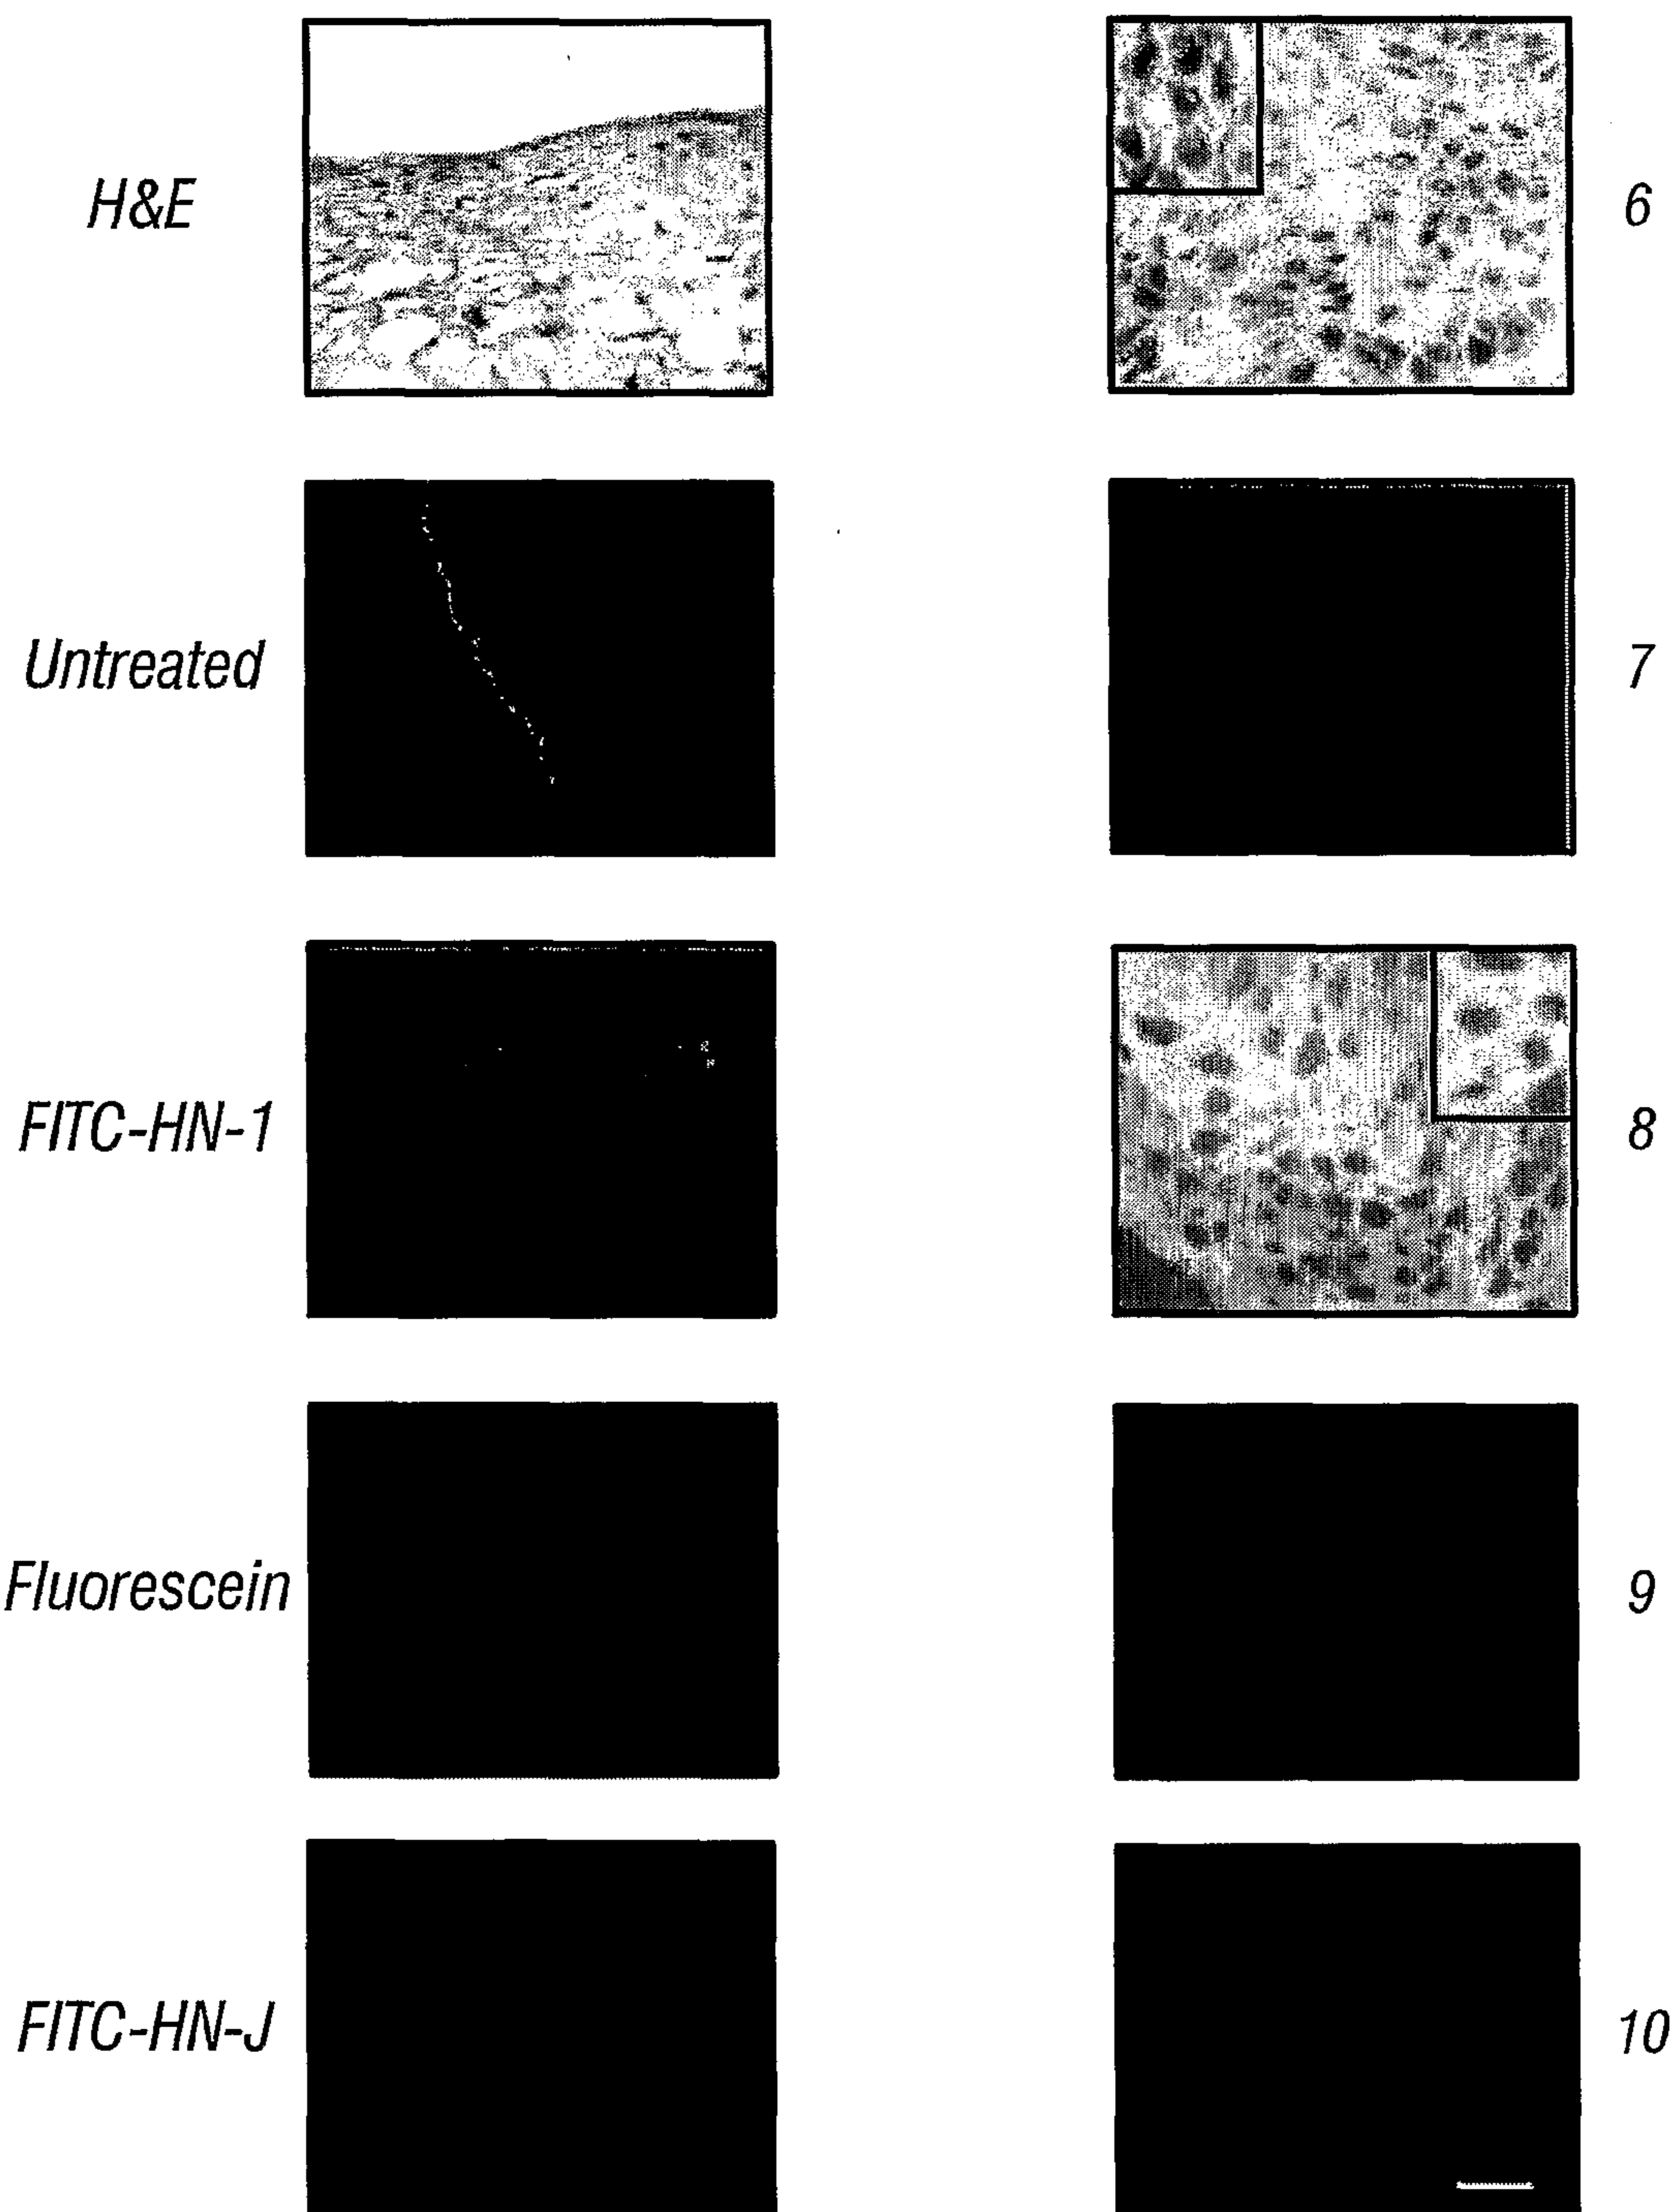 H&E 6
Untreated 7
FITC-HN-1 8
Fluorescein 9
FITC-HN-J 10